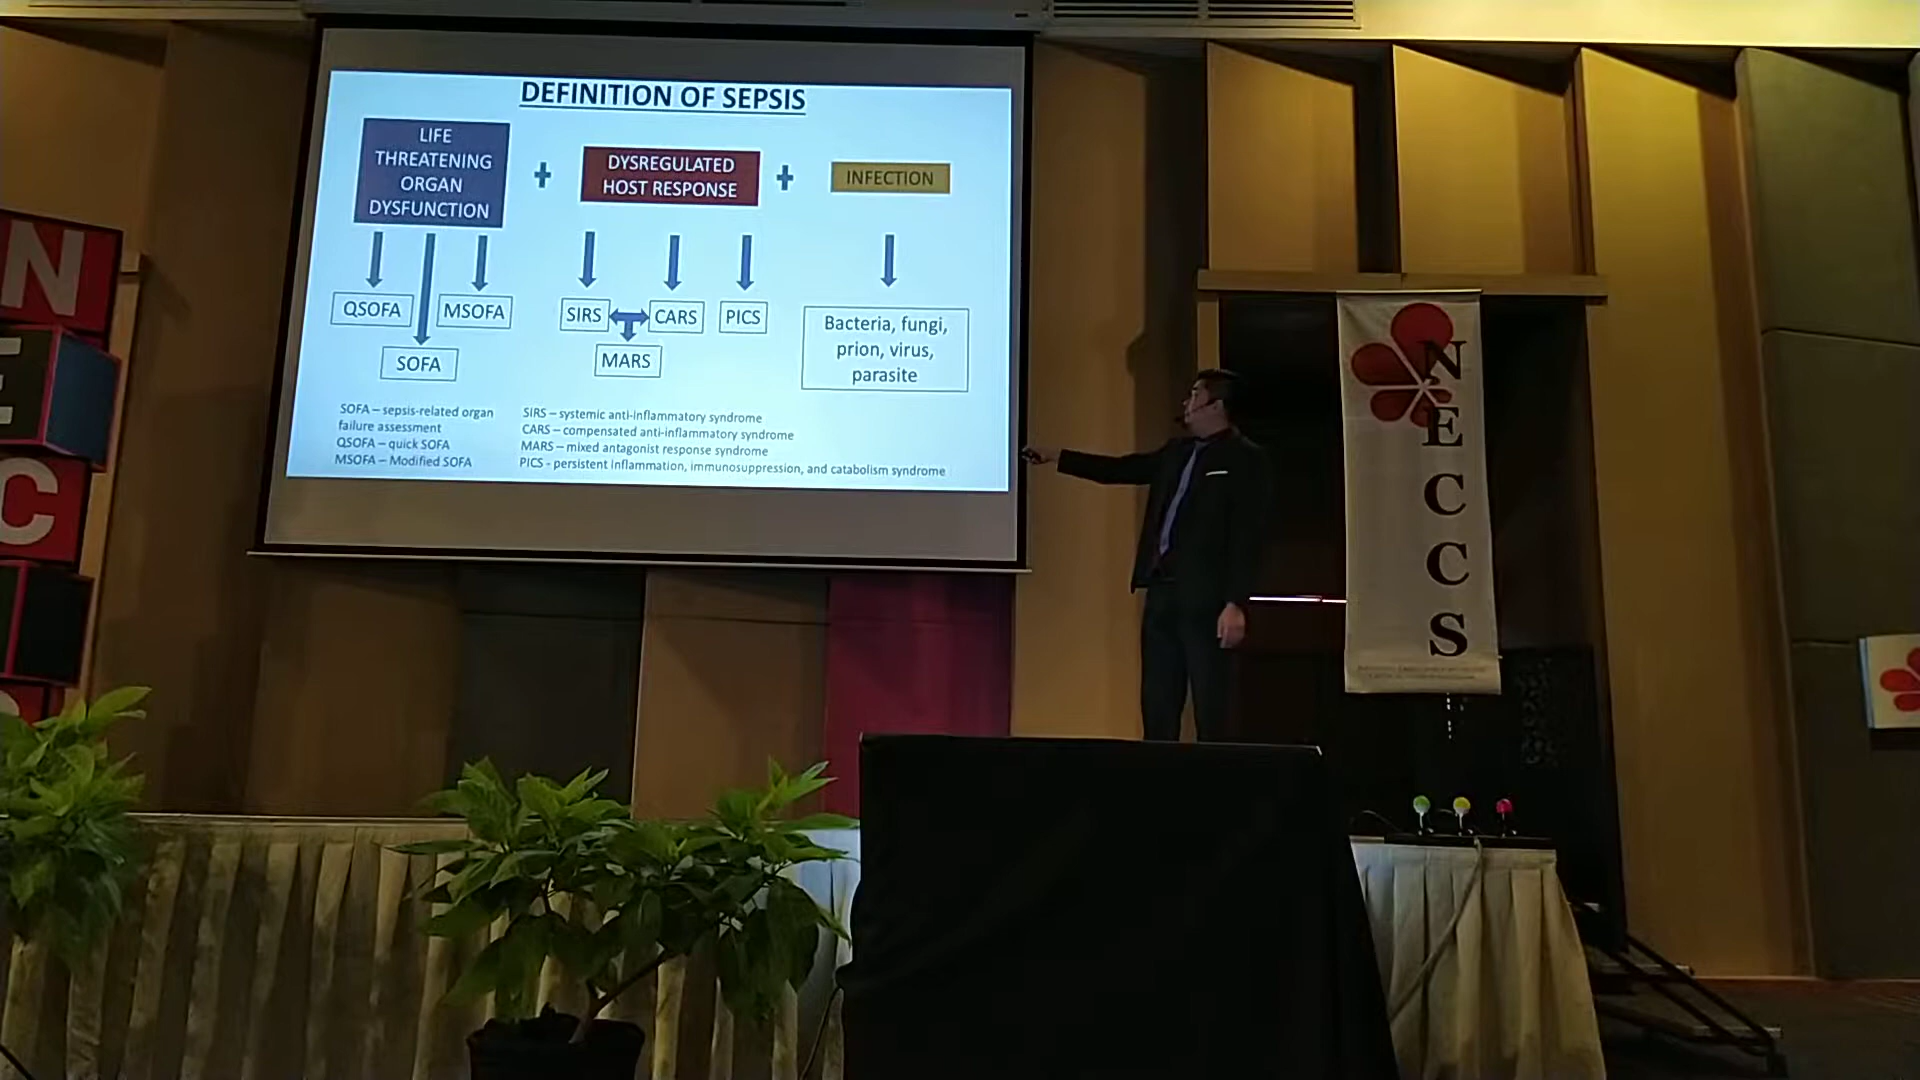 DEFINITION OF SEPSIS
LIFE
THREATENING
ORGAN
DYSFUNCTION
+
DYSREGULATED
HOST RESPONSE
+
INFECTION
QSOFA
MSOFA
SOFA
SIRS
CARS
PICS
MARS
Bacteria, fungi,
prion, virus,
parasite
SOFA – sepsis-related organ
failure assessment
QSOFA – quick SOFA
MSOFA – Modified SOFA
SIRS – systemic anti-inflammatory syndrome
CARS – compensated anti-inflammatory syndrome
MARS – mixed antagonist response syndrome
PICS - persistent inflammation, immunosuppression, and catabolism syndrome
N
E
C
N
E
C
C
S